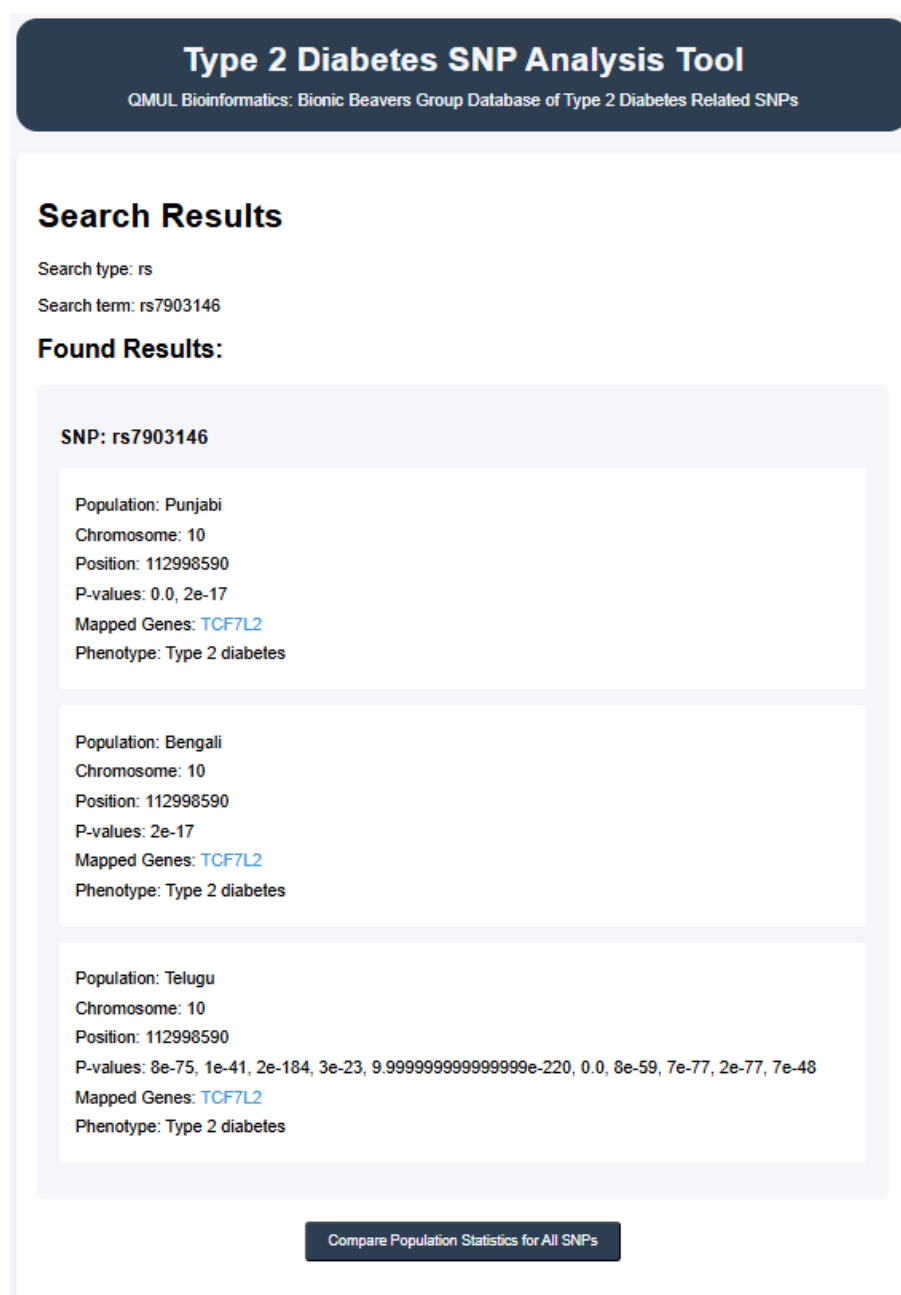 Type 2 Diabetes SNP Analysis Tool
QMUL Bioinformatics: Bionic Beavers Group Database of Type 2 Diabetes Related SNPs
Search Results
Search type: rs
Search term: rs7903146
Found Results:
SNP: rs7903146
Population: Punjabi
Chromosome: 10
Position: 112998590
P-values: 0.0, 2e-17
Mapped Genes: TCF7L2
Phenotype: Type 2 diabetes
Population: Bengali
Chromosome: 10
Position: 112998590
P-values: 2e-17
Mapped Genes: TCF7L2
Phenotype: Type 2 diabetes
Population: Telugu
Chromosome: 10
Position: 112998590
P-values: 8e-75, 1e-41, 2e-184, 3e-23, 9.999999999999999e-220, 0.0, 8e-59, 7e-77, 2e-77, 7e-48
Mapped Genes: TCF7L2
Phenotype: Type 2 diabetes
Compare Population Statistics for All SNPs